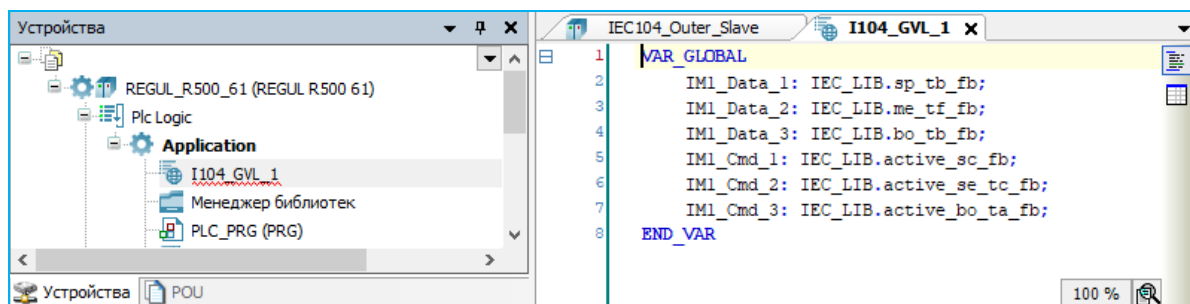 Устройства
REGUL_R500_61 (REGUL R500 61)
Plc Logic
Application
I104_GVL_1
Менеджер библиотек
PLC_PRG (PRG)
Устройства POU
IEC104_Outer_Slave I104_GVL_1
1 VAR_GLOBAL
2 IM1_Data_1: IEC_LIB.sp_tb_fb;
3 IM1_Data_2: IEC_LIB.me_tf_fb;
4 IM1_Data_3: IEC_LIB.bo_tb_fb;
5 IM1_Cmd_1: IEC_LIB.active_sc_fb;
6 IM1_Cmd_2: IEC_LIB.active_se_tc_fb;
7 IM1_Cmd_3: IEC_LIB.active_bo_ta_fb;
8 END_VAR
100 %